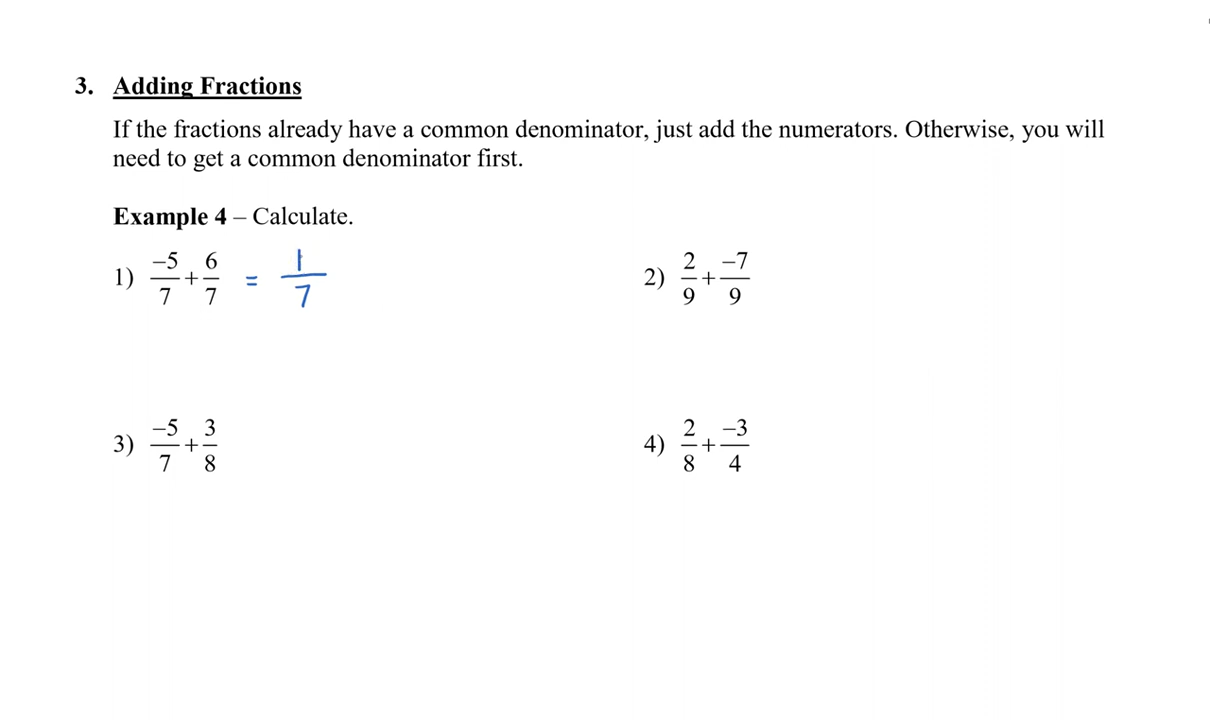 3. Adding Fractions
If the fractions already have a common denominator, just add the numerators. Otherwise, you will
need to get a common denominator first.
Example 4 – Calculate.
1) −5/7 + 6/7 = 1/7
2) 2/9 + −7/9
3) −5/7 + 3/8
4) 2/8 + −3/4